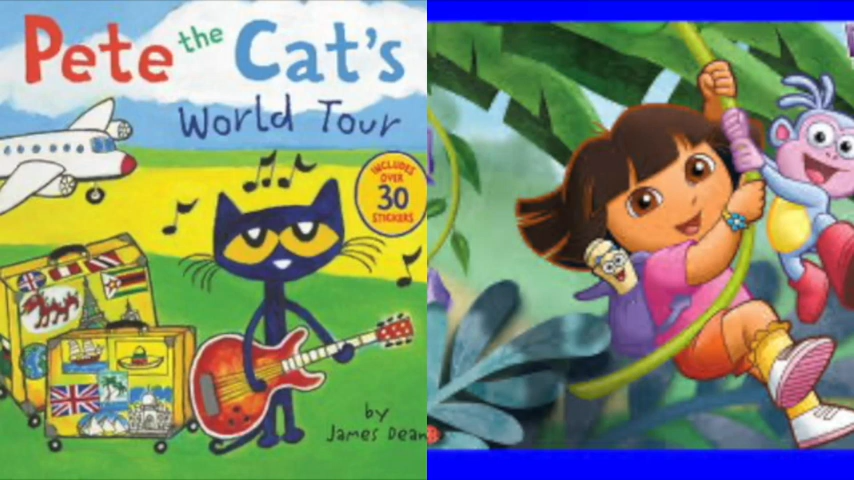 Pete the Cat's
World Tour
INCLUDES
OVER
30
STICKERS
by
James Dean